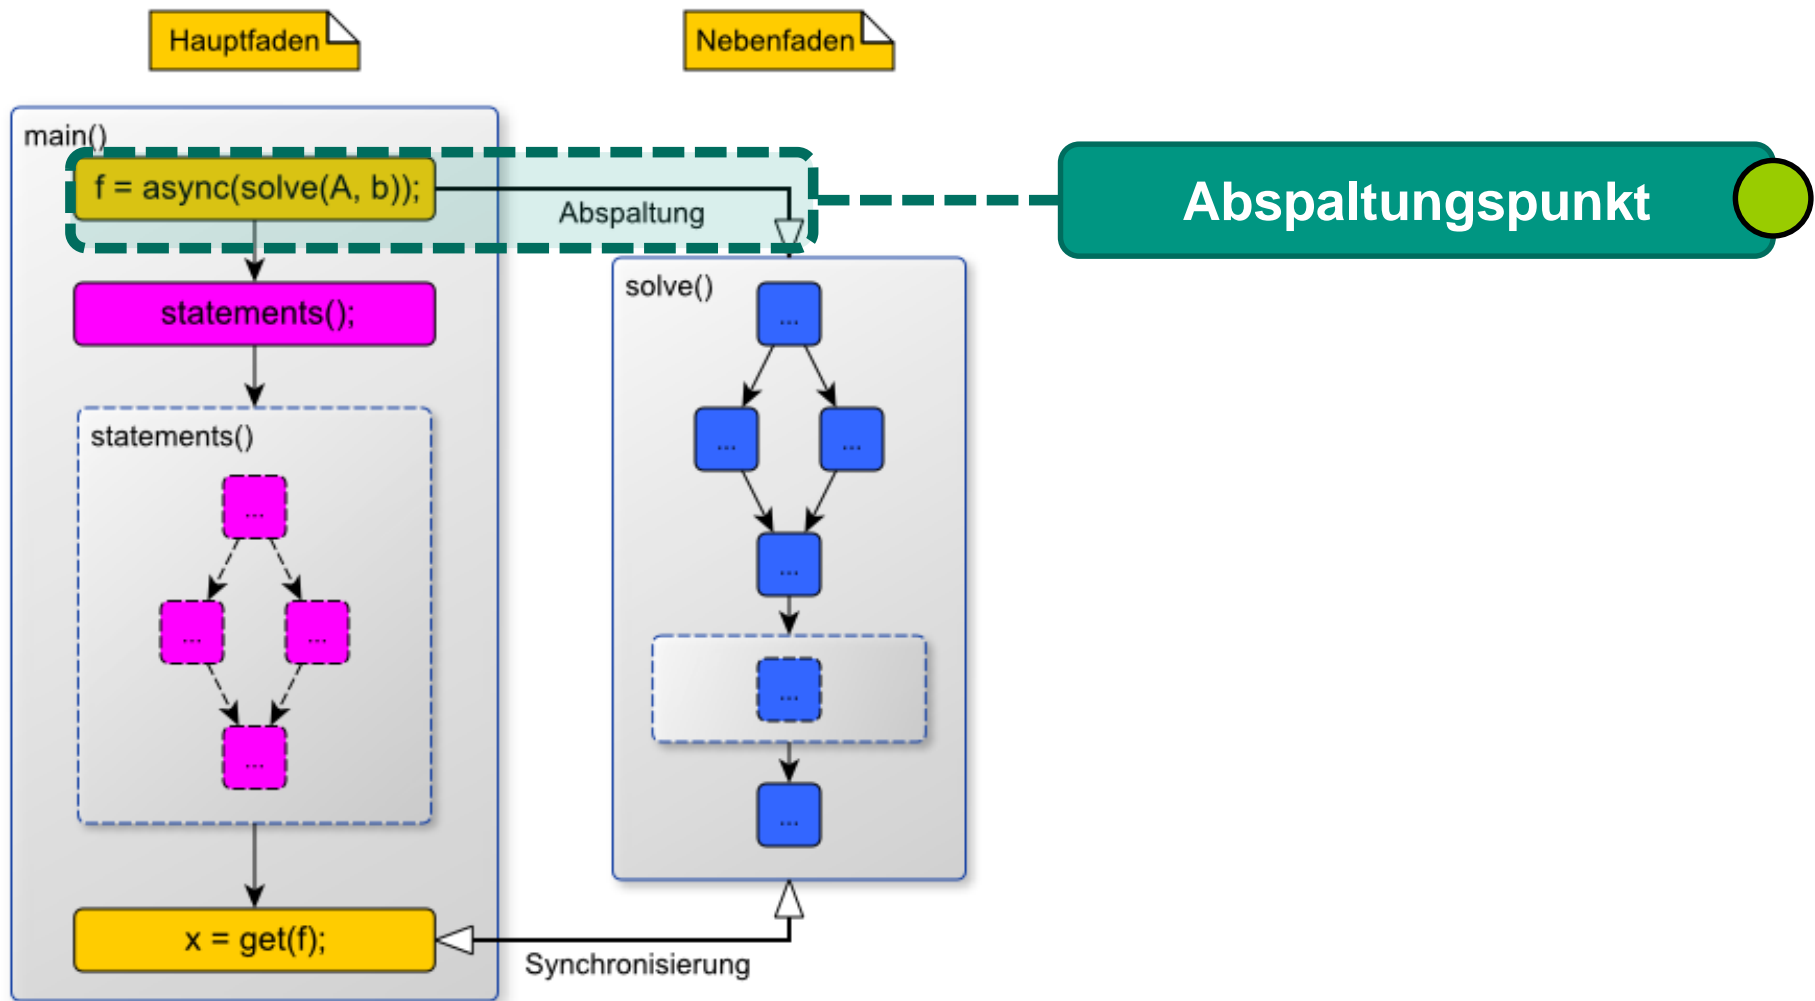 Hauptfaden
Nebenfaden
main()
f = async(solve(A, b));
Abspaltung
Abspaltungspunkt
solve()
...
statements();
... ...
statements()
...
...
... ...
...
...
...
x = get(f);
Synchronisierung